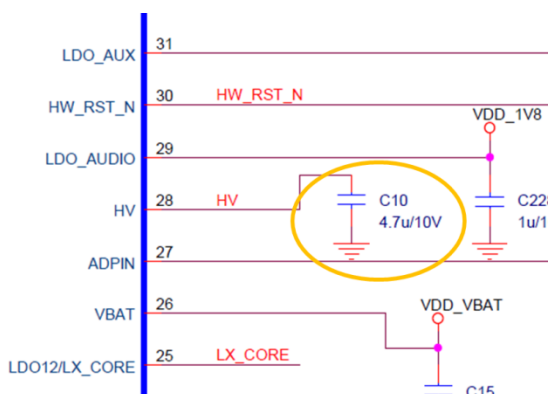 LDO_AUX 31
HW_RST_N 30 HW_RST_N
VDD_1V8
LDO_AUDIO 29
C10
4.7u/10V
HV 28 HV
ADPIN 27
VBAT 26
VDD_VBAT
LDO12/LX_CORE 25 LX_CORE
C15